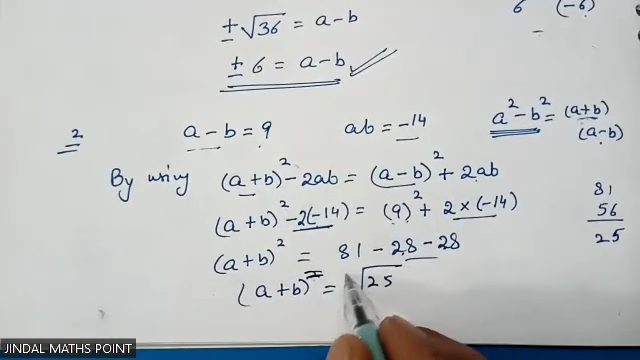 ± √36 = a-b
6 (-6)
± 6 = a-b
2 a-b = 9 ab = -14 a² - b² = (a+b)
(a-b)
By using (a+b)² - 2ab = (a-b)² + 2ab
(a+b)² - 2(-14) = (9)² + 2 × (-14)
81
56
25
(a+b)² = 81 - 28 - 28
(a+b) = √25
JINDAL MATHS POINT